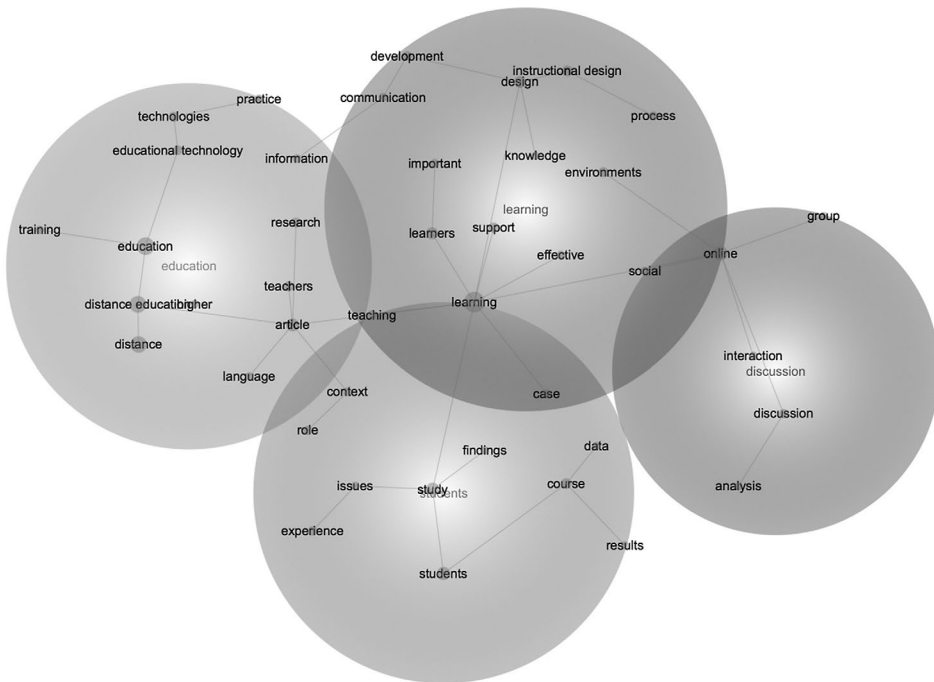 development
instructional design
design
communication
practice
technologies
process
educational technology
information
knowledge
important
environments
learning
group
research
support
training
learners
education
effective
online
education
social
teachers
distance education
higher
learning
teaching
article
distance
interaction
discussion
language
context
case
discussion
role
findings
data
issues
study
students
course
analysis
experience
results
students